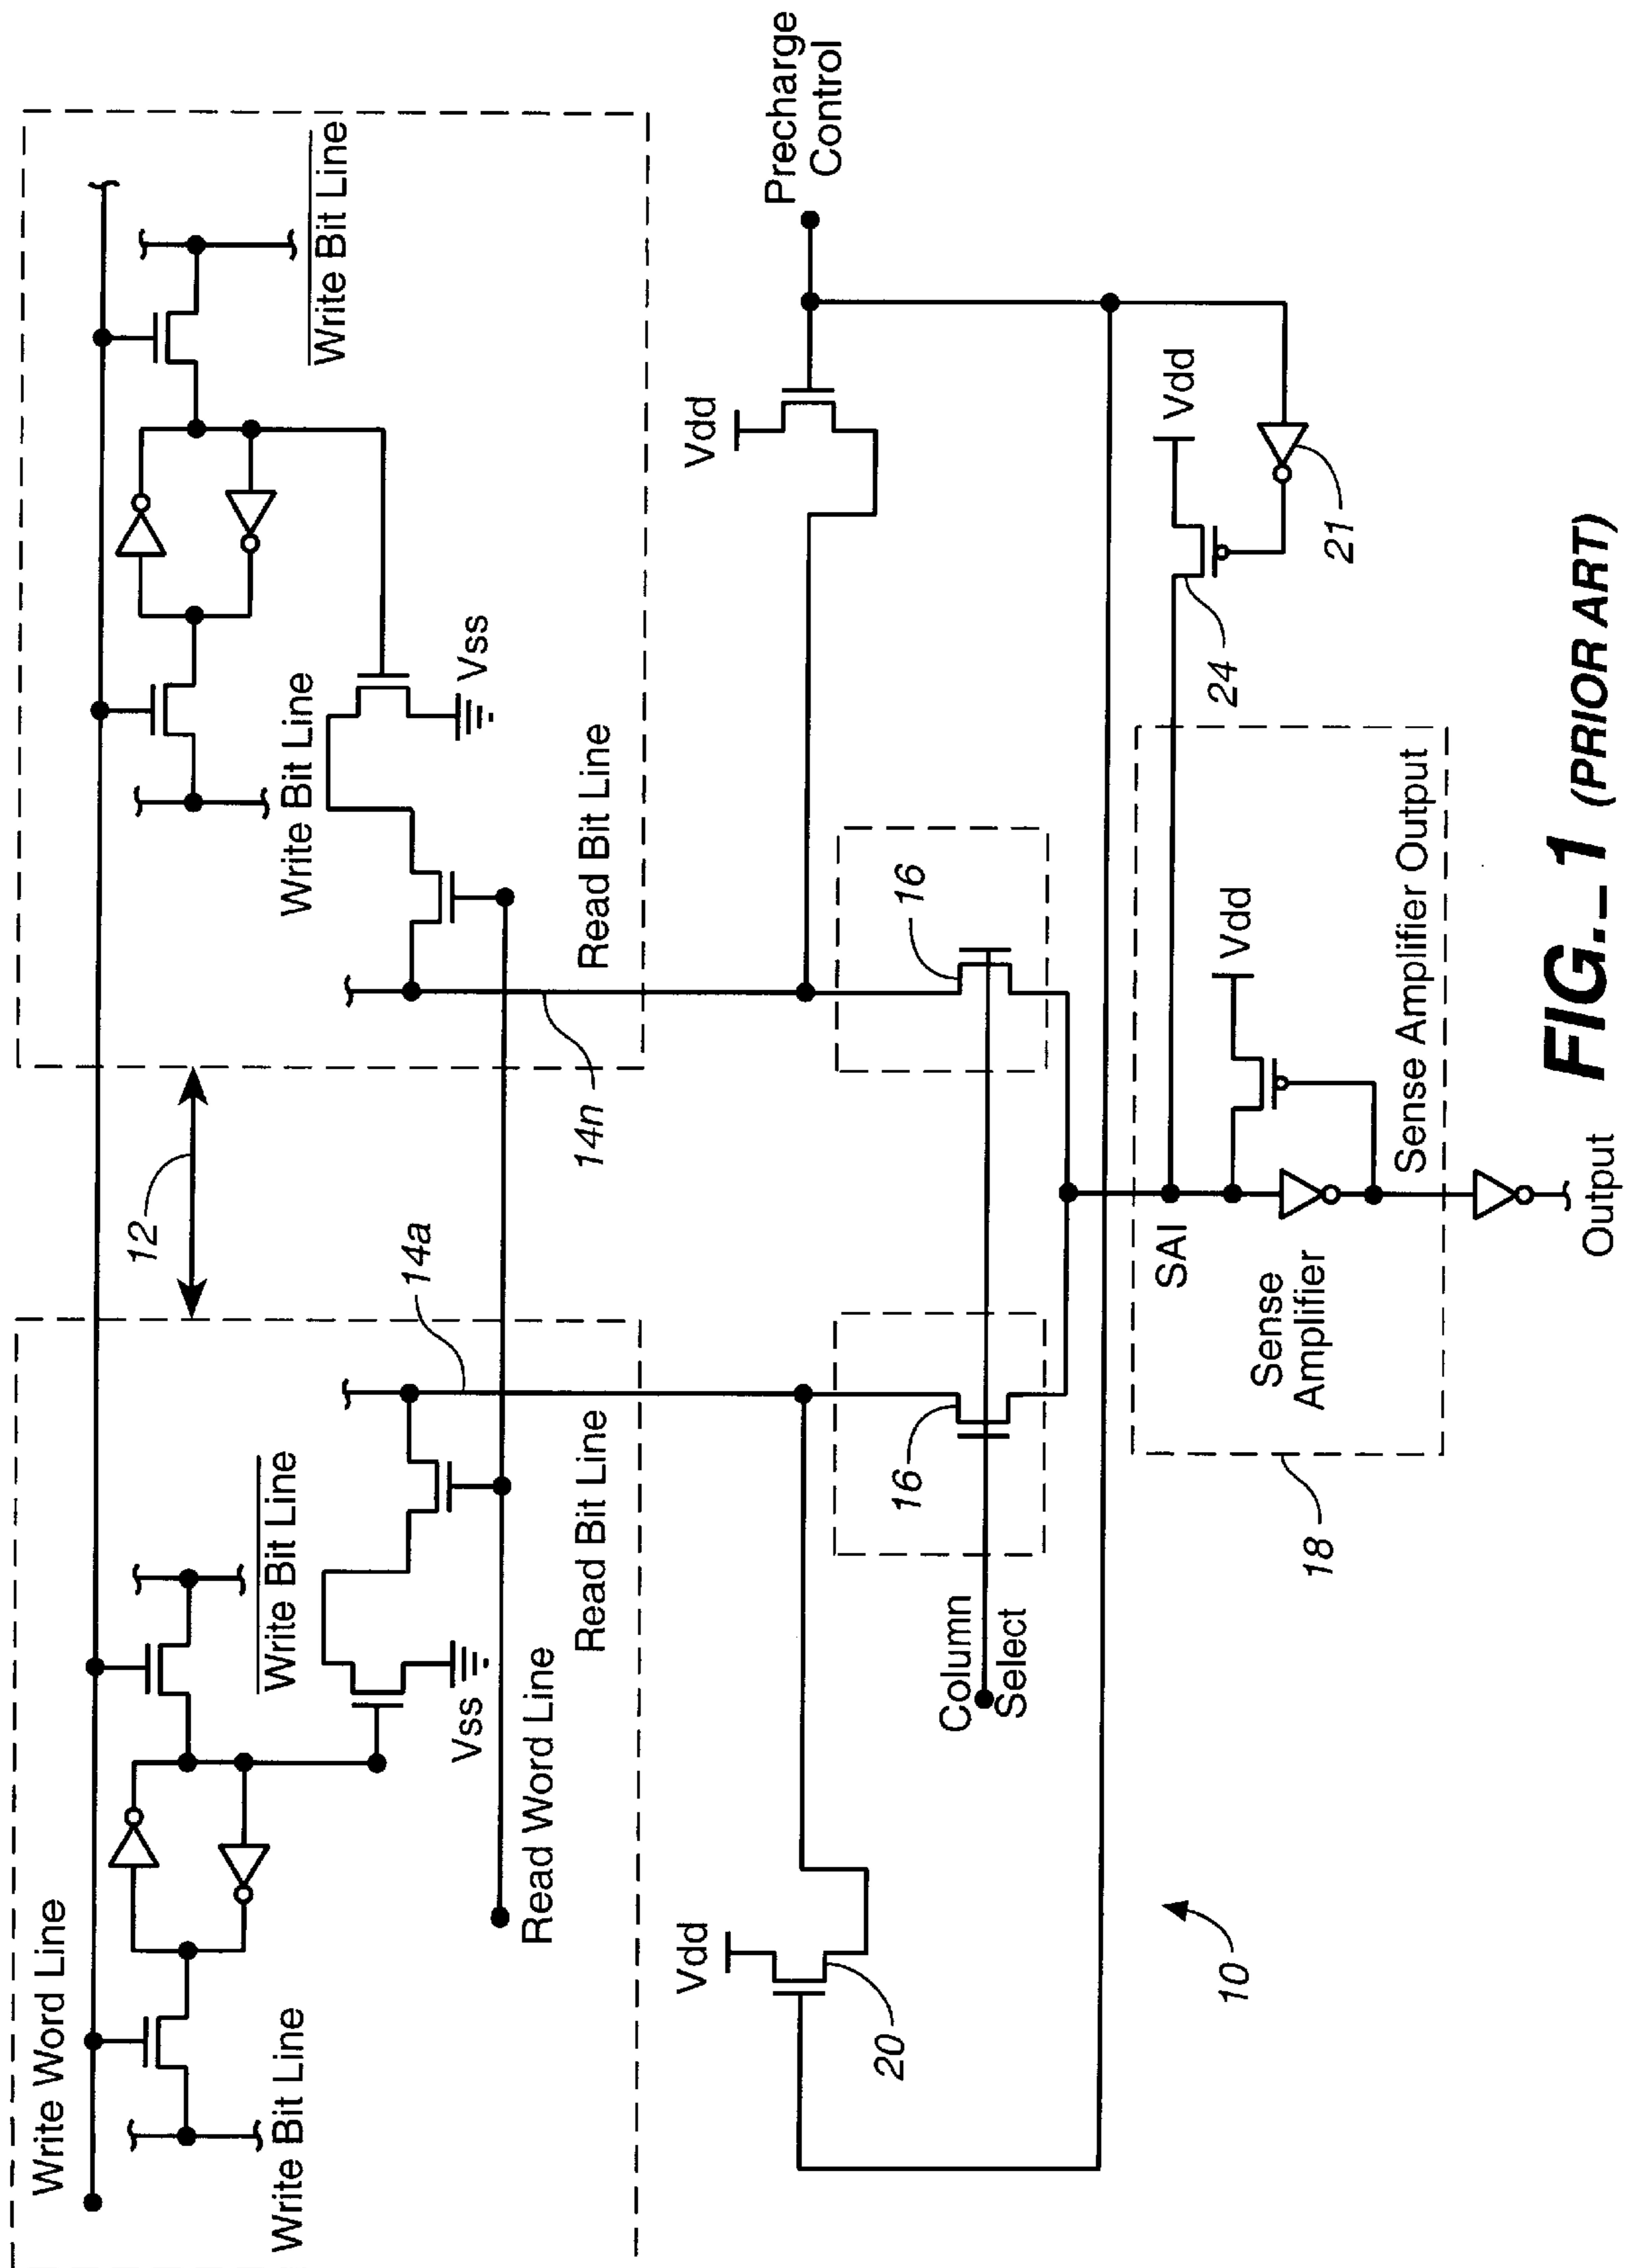 Write Word Line
Write Bit Line
Write Bit Line
Vss
Read Word Line
Read Bit Line
12
14a
14n
Write Bit Line
Write Bit Line
Vss
Read Bit Line
Vdd
20
Column
Select
16
16
Vdd
Precharge
Control
10
18
SAI
Sense
Amplifier
Vdd
Sense Amplifier Output
24
Vdd
21
Output
FIG._1 (PRIOR ART)